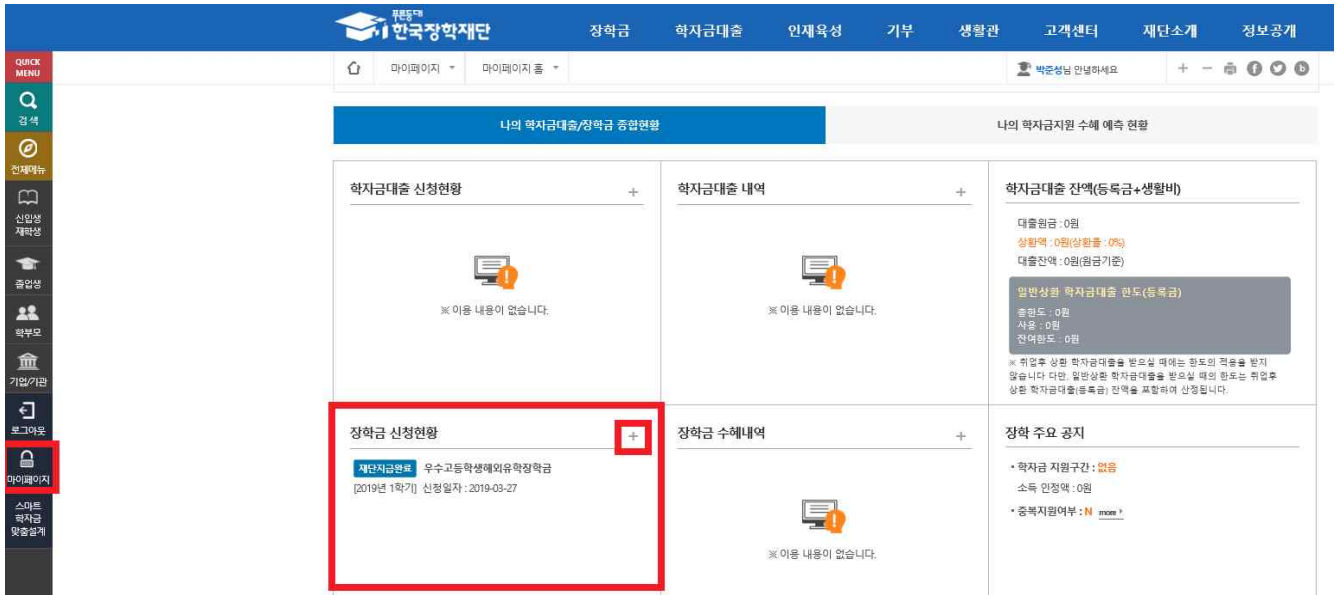 푸른등대
한국장학재단
장학금 학자금대출 인재육성 기부 생활관 고객센터 재단소개 정보공개
QUICK
MENU
검색
전체메뉴
신입생
재학생
졸업생
학부모
기업/기관
로그아웃
마이페이지
스마트
학자금
맞춤설계
마이페이지 마이페이지 홈
박준성님 안녕하세요
나의 학자금대출/장학금 종합현황
나의 학자금지원 수혜 예측 현황
학자금대출 신청현황 +
※ 이용 내용이 없습니다.
학자금대출 내역 +
※ 이용 내용이 없습니다.
학자금대출 잔액(등록금+생활비)
대출원금 : 0원
상환액 : 0원(상환율 : 0%)
대출잔액 : 0원(원금기준)
일반상환 학자금대출 한도(등록금)
총한도 : 0원
사용 : 0원
잔여한도 : 0원
※ 취업후 상환 학자금대출을 받으실 때에는 한도의 적용을 받지
않습니다 다만, 일반상환 학자금대출을 받으실 때의 한도는 취업후
상환 학자금대출(등록금) 잔액을 포함하여 산정됩니다.
장학금 신청현황 +
재단지급완료 우수고등학생해외유학장학금
[2019년 1학기] 신청일자 : 2019-03-27
장학금 수혜내역 +
※ 이용 내용이 없습니다.
장학 주요 공지
• 학자금 지원구간 : 없음
소득 인정액 : 0원
• 중복지원여부 : N more